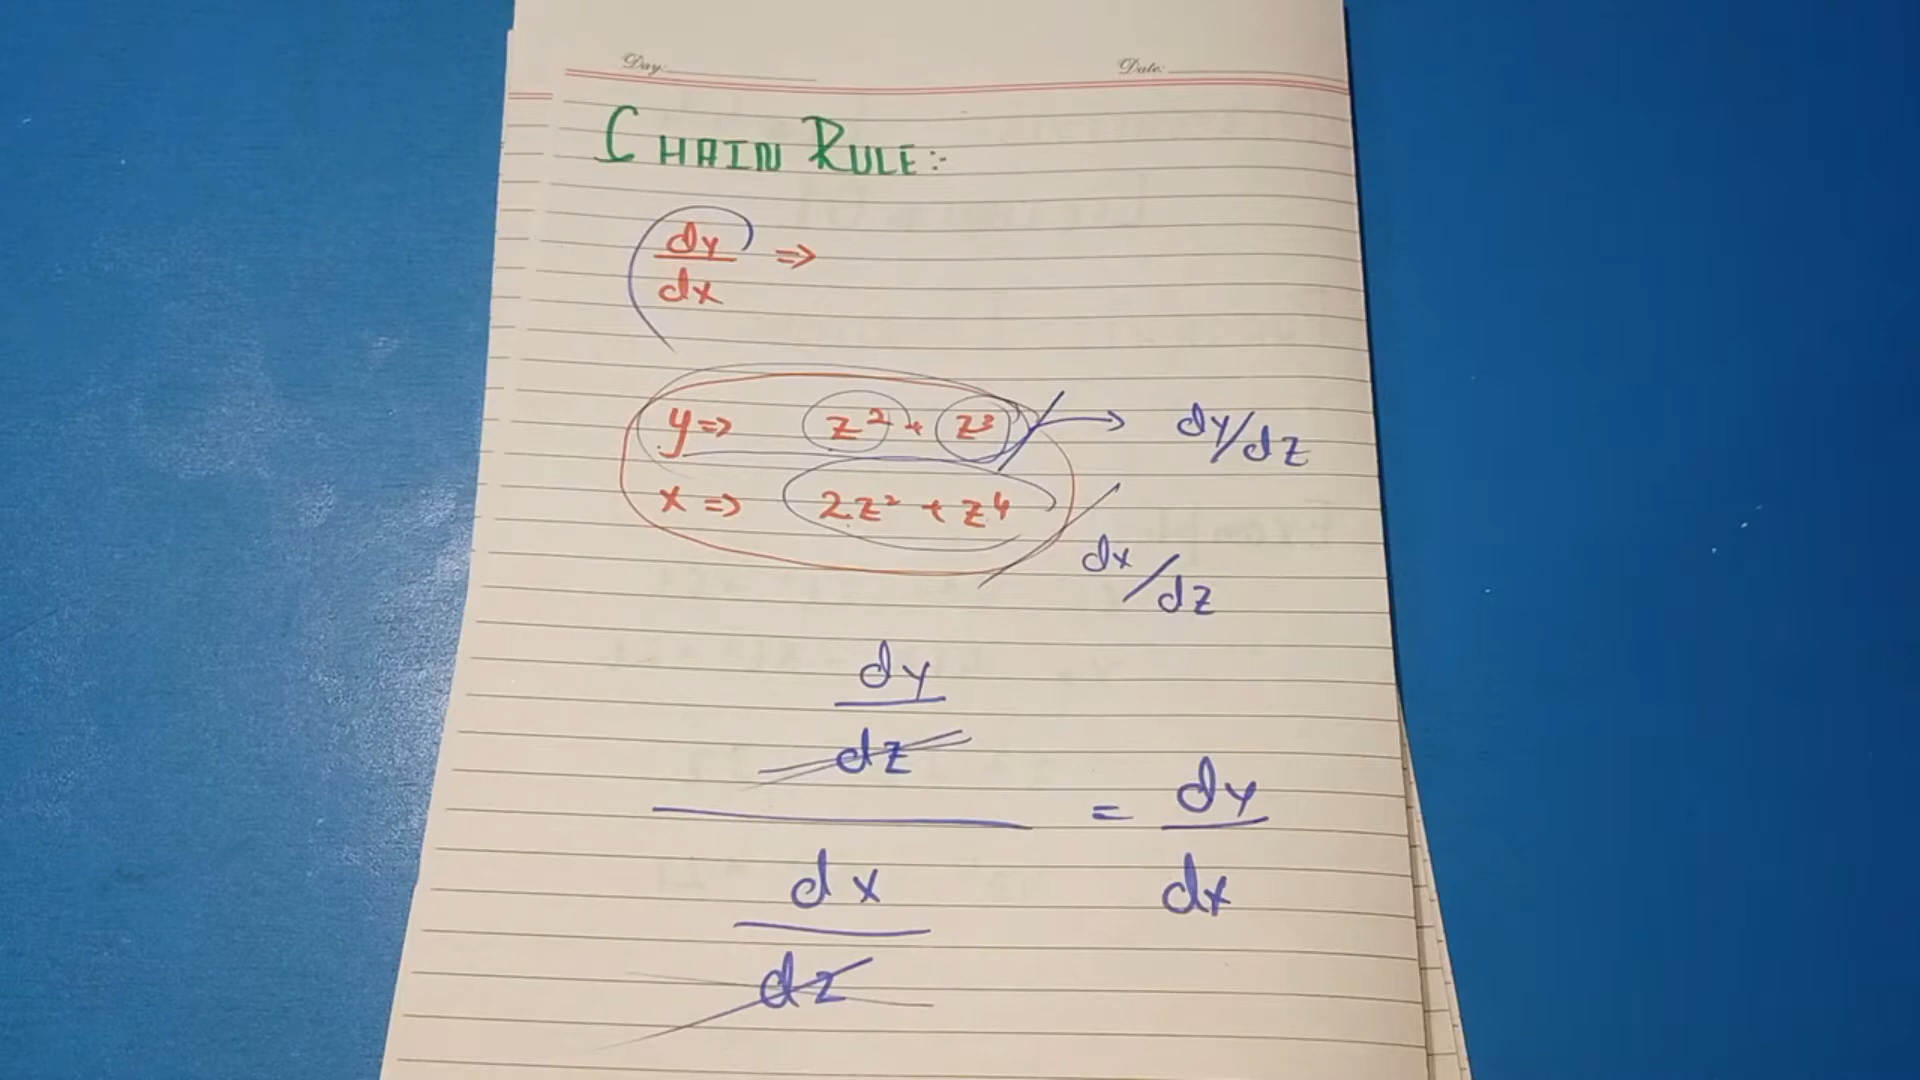 Day: Date:
CHAIN RULE:-
dy/dx ⇒
y ⇒ z² + z³ → dy/dz
x ⇒ 2z² + z⁴
dx/dz
dy
dz
dx
dz
= dy/dx